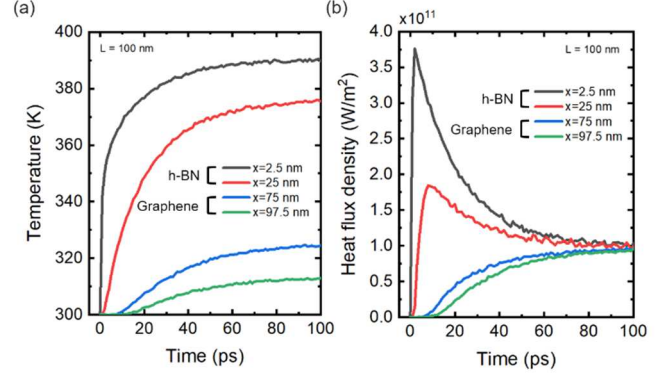 (a)
L = 100 nm
h-BN
x=2.5 nm
x=25 nm
Graphene
x=75 nm
x=97.5 nm
Temperature (K)
400
380
360
340
320
300
0 20 40 60 80 100
Time (ps)
(b)
x10¹¹
L = 100 nm
h-BN
x=2.5 nm
x=25 nm
Graphene
x=75 nm
x=97.5 nm
Heat flux density (W/m²)
4.0
3.5
3.0
2.5
2.0
1.5
1.0
0.5
0.0
0 20 40 60 80 100
Time (ps)